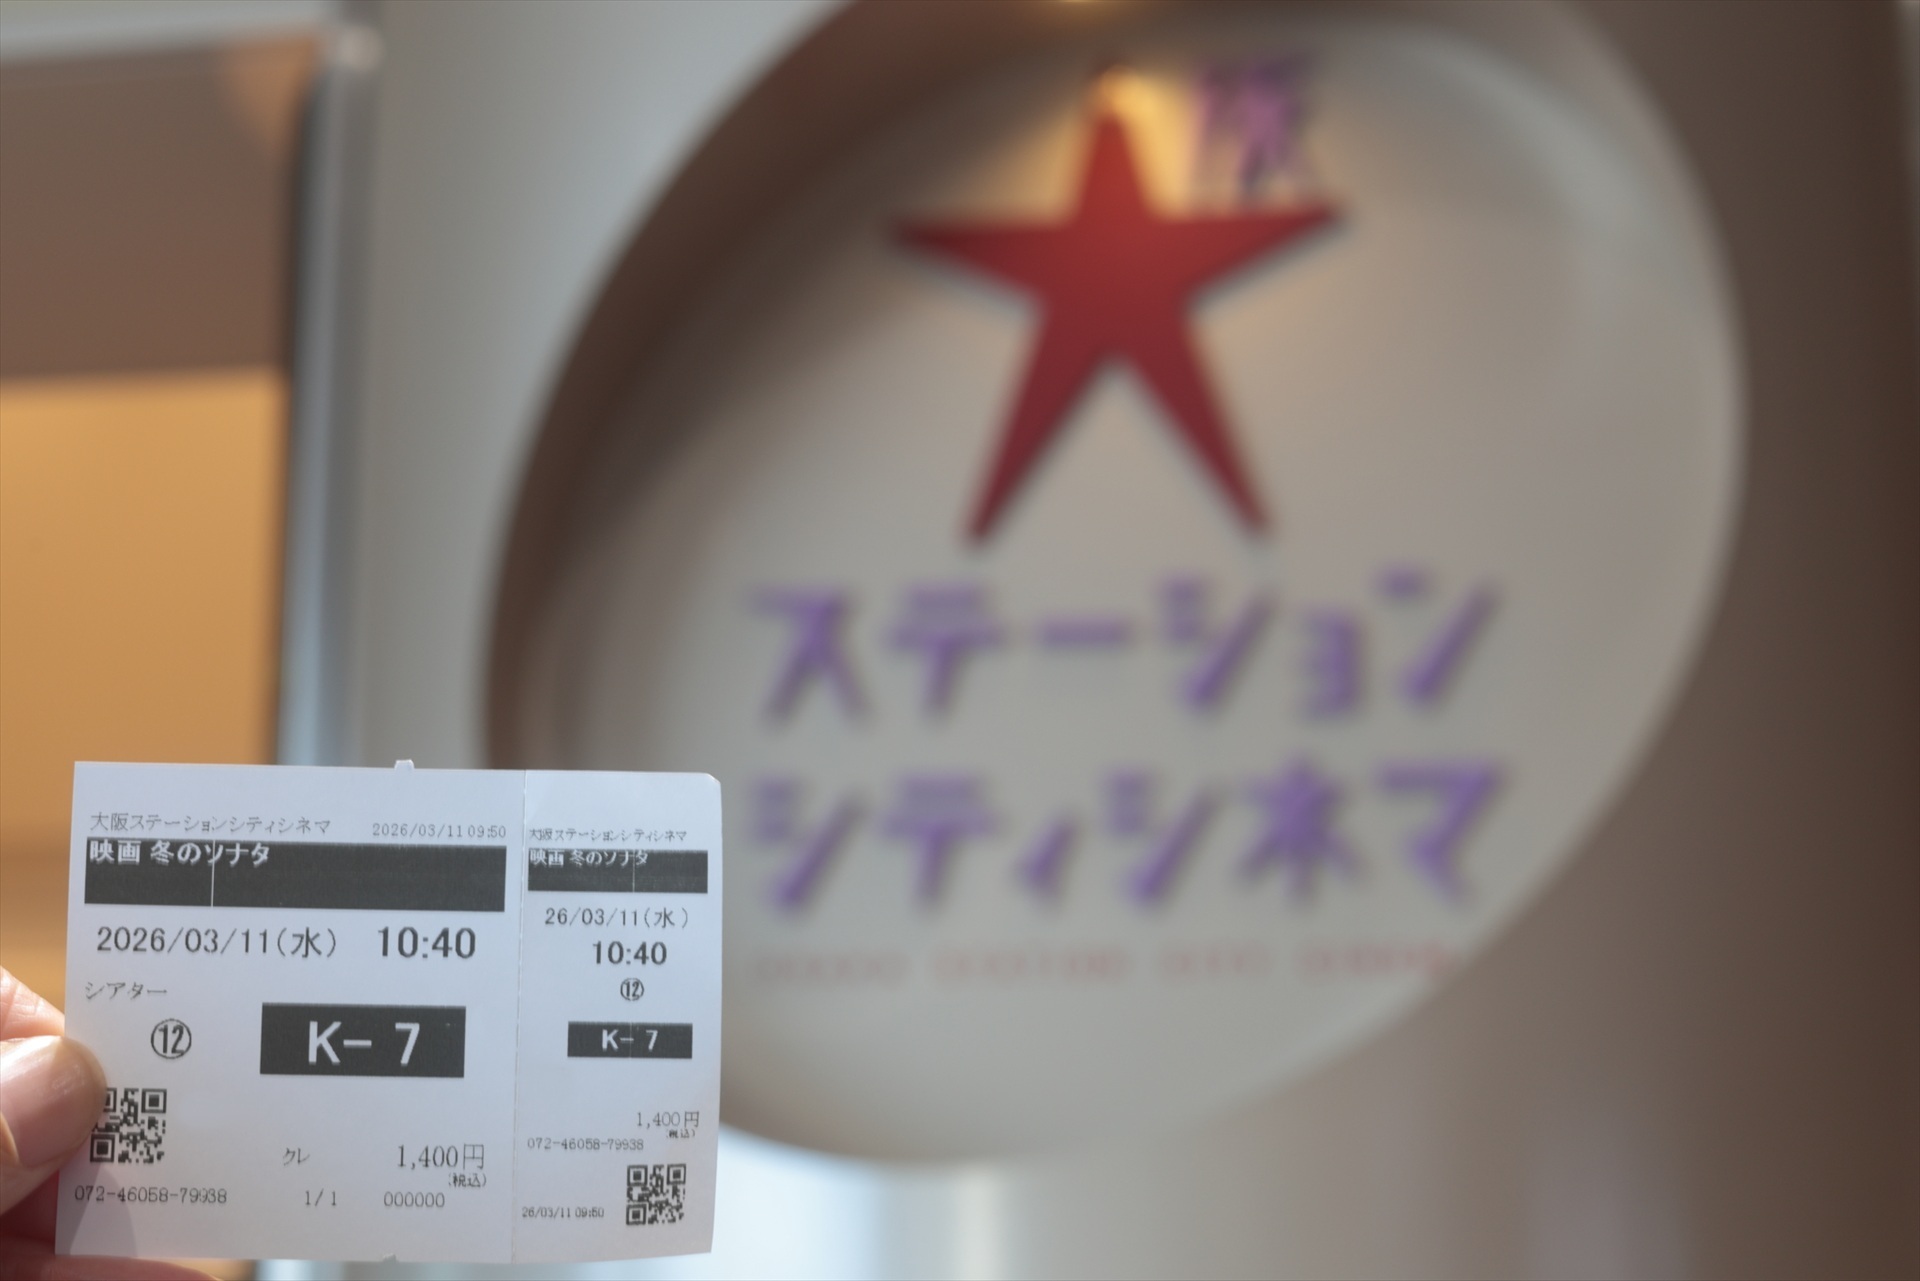 阪
ステーション
シティシネマ
大阪ステーションシティシネマ 2026/03/11 09:50
映画 冬のソナタ
2026/03/11(水) 10:40
シアター
⑫ K- 7
クレ 1,400円
(税込)
072-46058-79938 1/1 000000
大阪ステーションシティシネマ
映画 冬のソナタ
26/03/11(水)
10:40
⑫
K- 7
1,400円
(税込)
072-46058-79938
26/03/11 09:50